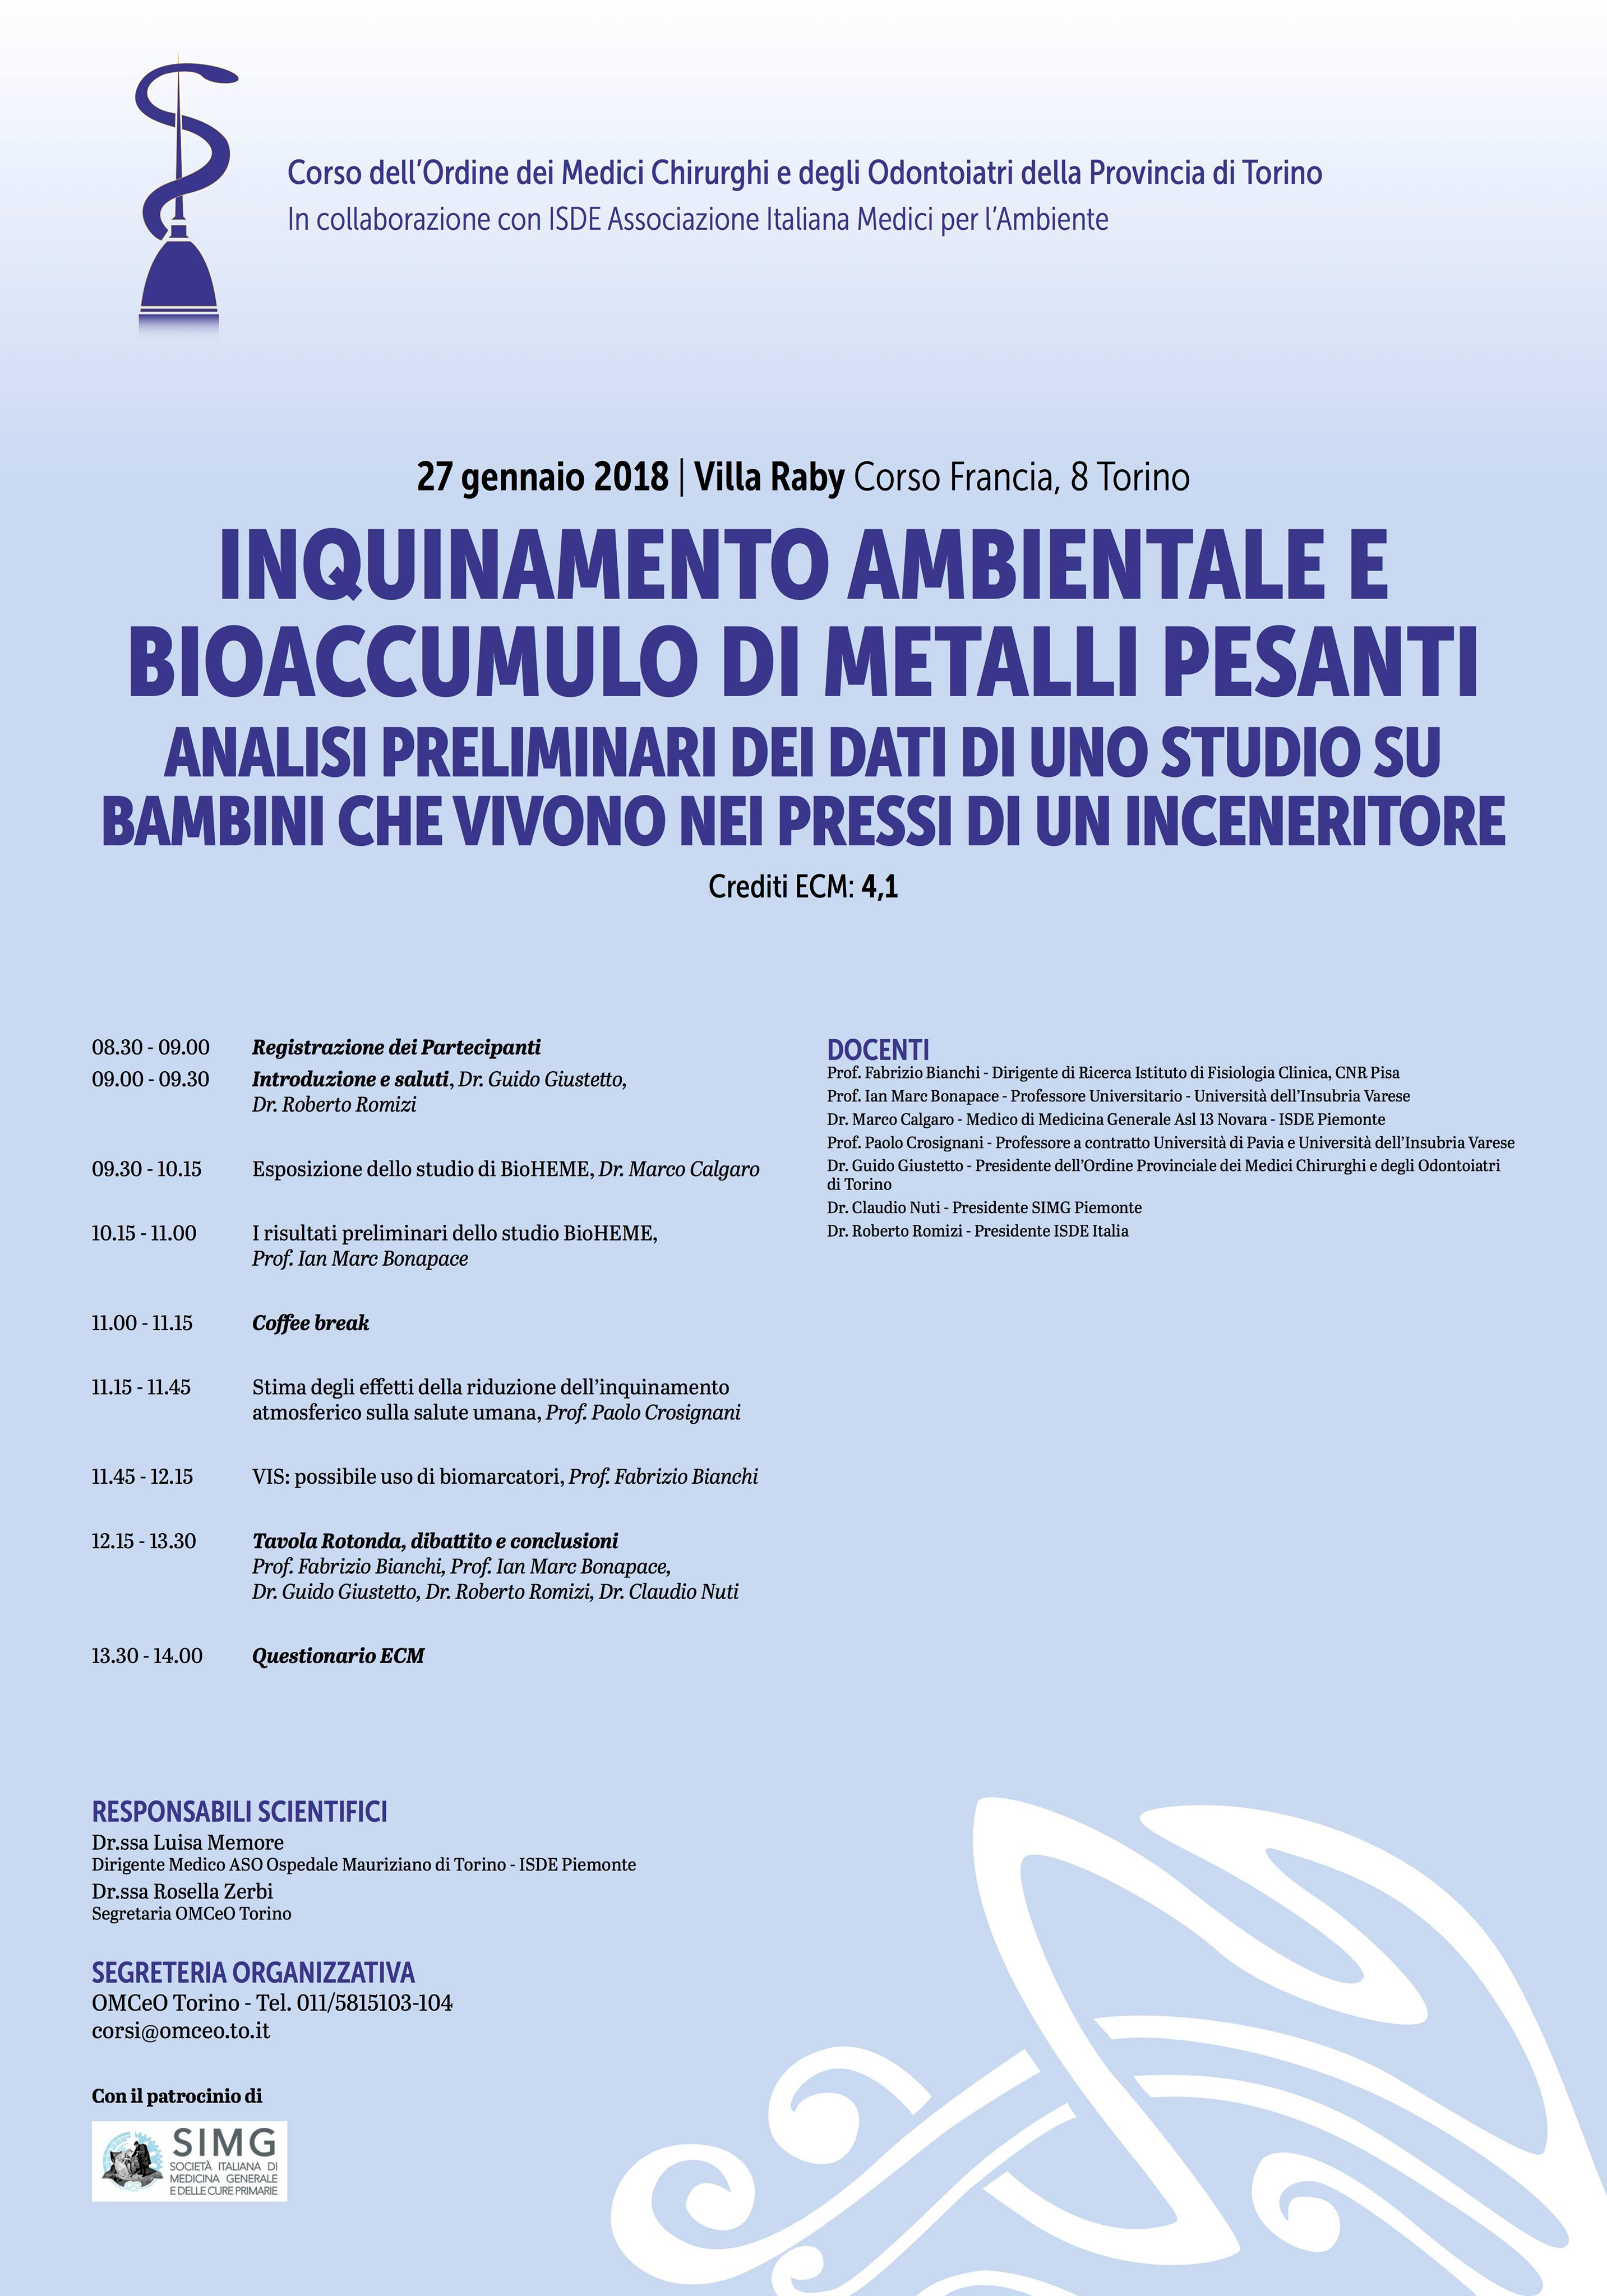 Corso dell’Ordine dei Medici Chirurghi e degli Odontoiatri della Provincia di Torino
In collaborazione con ISDE Associazione Italiana Medici per l’Ambiente
27 gennaio 2018 | Villa Raby Corso Francia, 8 Torino
INQUINAMENTO AMBIENTALE E
BIOACCUMULO DI METALLI PESANTI
ANALISI PRELIMINARI DEI DATI DI UNO STUDIO SU
BAMBINI CHE VIVONO NEI PRESSI DI UN INCENERITORE
Crediti ECM: 4,1
08.30 - 09.00 Registrazione dei Partecipanti
09.00 - 09.30 Introduzione e saluti, Dr. Guido Giustetto,
Dr. Roberto Romizi
09.30 - 10.15 Esposizione dello studio di BioHEME, Dr. Marco Calgaro
10.15 - 11.00 I risultati preliminari dello studio BioHEME,
Prof. Ian Marc Bonapace
11.00 - 11.15 Coffee break
11.15 - 11.45 Stima degli effetti della riduzione dell’inquinamento
atmosferico sulla salute umana, Prof. Paolo Crosignani
11.45 - 12.15 VIS: possibile uso di biomarcatori, Prof. Fabrizio Bianchi
12.15 - 13.30 Tavola Rotonda, dibattito e conclusioni
Prof. Fabrizio Bianchi, Prof. Ian Marc Bonapace,
Dr. Guido Giustetto, Dr. Roberto Romizi, Dr. Claudio Nuti
13.30 - 14.00 Questionario ECM
DOCENTI
Prof. Fabrizio Bianchi - Dirigente di Ricerca Istituto di Fisiologia Clinica, CNR Pisa
Prof. Ian Marc Bonapace - Professore Universitario - Università dell’Insubria Varese
Dr. Marco Calgaro - Medico di Medicina Generale Asl 13 Novara - ISDE Piemonte
Prof. Paolo Crosignani - Professore a contratto Università di Pavia e Università dell’Insubria Varese
Dr. Guido Giustetto - Presidente dell’Ordine Provinciale dei Medici Chirurghi e degli Odontoiatri
di Torino
Dr. Claudio Nuti - Presidente SIMG Piemonte
Dr. Roberto Romizi - Presidente ISDE Italia
RESPONSABILI SCIENTIFICI
Dr.ssa Luisa Memore
Dirigente Medico ASO Ospedale Mauriziano di Torino - ISDE Piemonte
Dr.ssa Rosella Zerbi
Segretaria OMCeO Torino
SEGRETERIA ORGANIZZATIVA
OMCeO Torino - Tel. 011/5815103-104
corsi@omceo.to.it
Con il patrocinio di
SIMG
SOCIETÀ ITALIANA DI
MEDICINA GENERALE
E DELLE CURE PRIMARIE